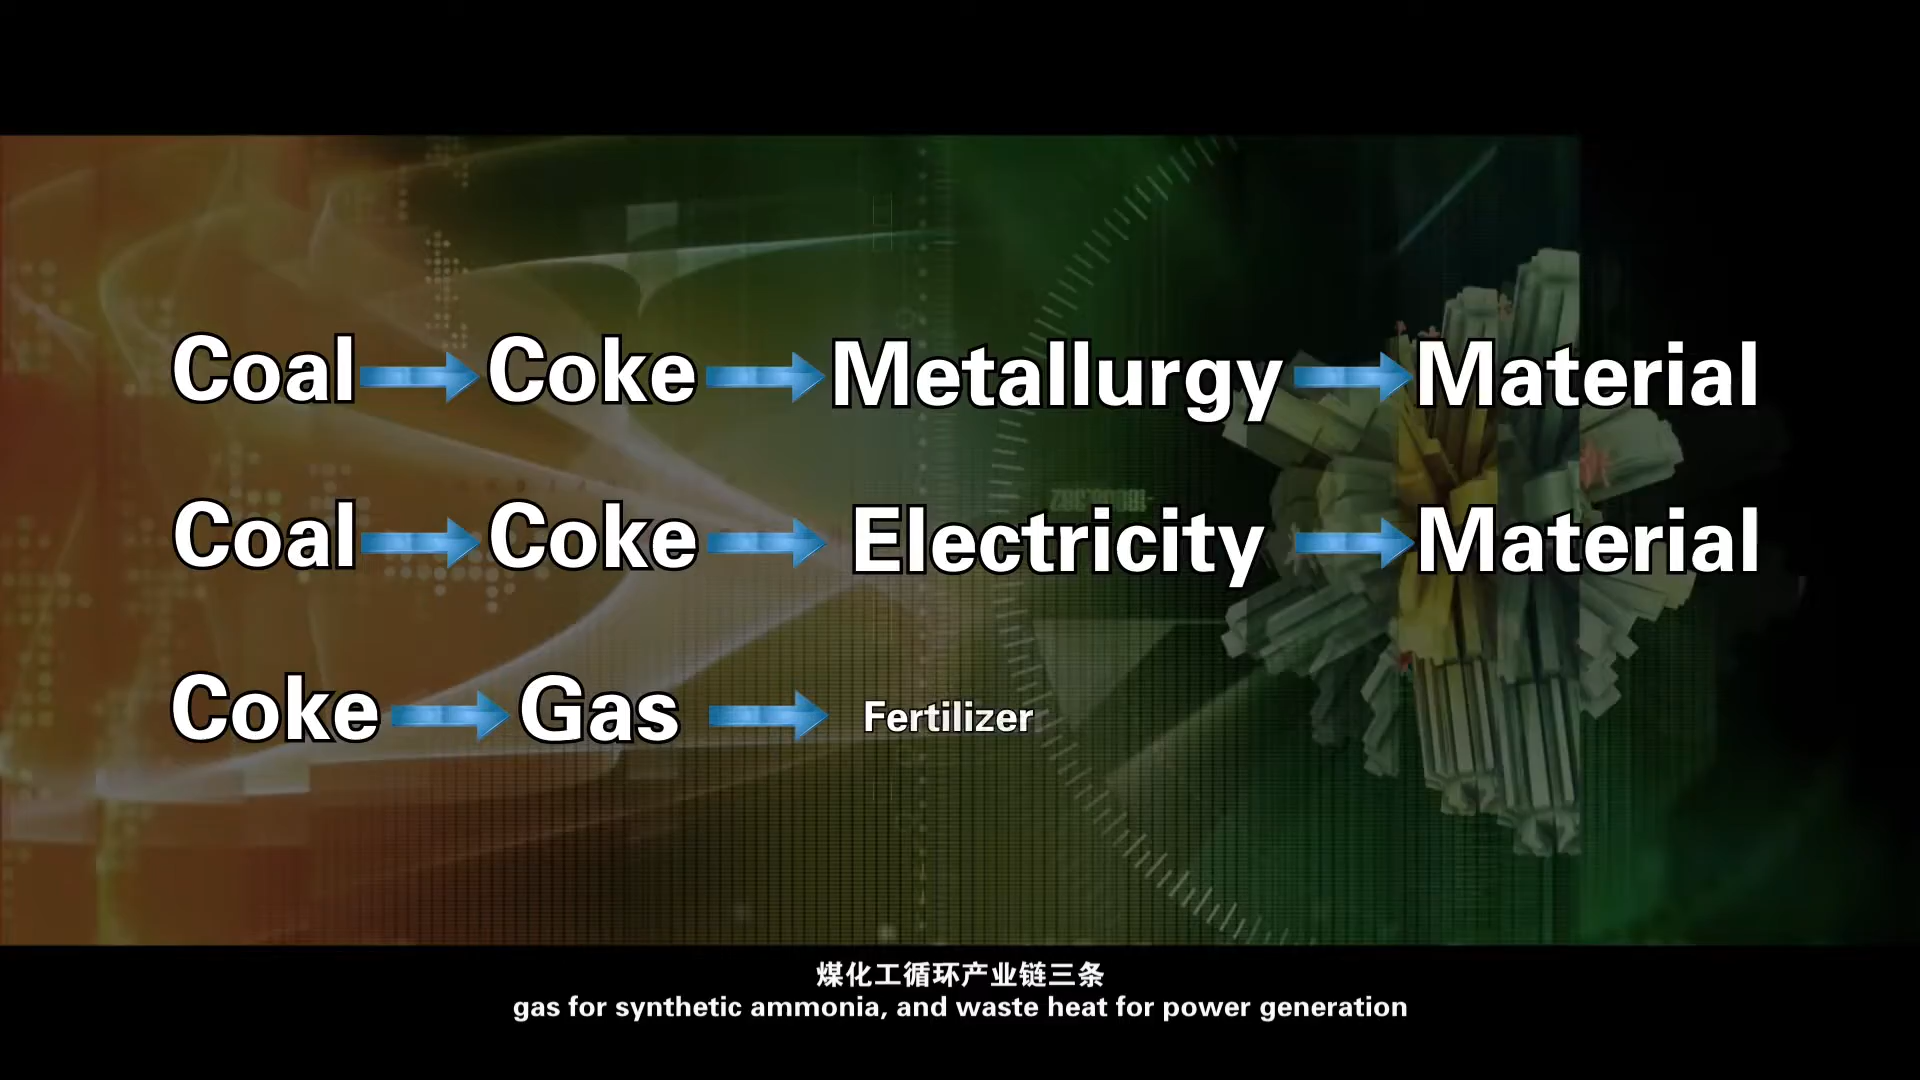 Coal Coke Metallurgy Material
Coal Coke Electricity Material
Coke Gas Fertilizer
煤化工循环产业链三条
gas for synthetic ammonia, and waste heat for power generation